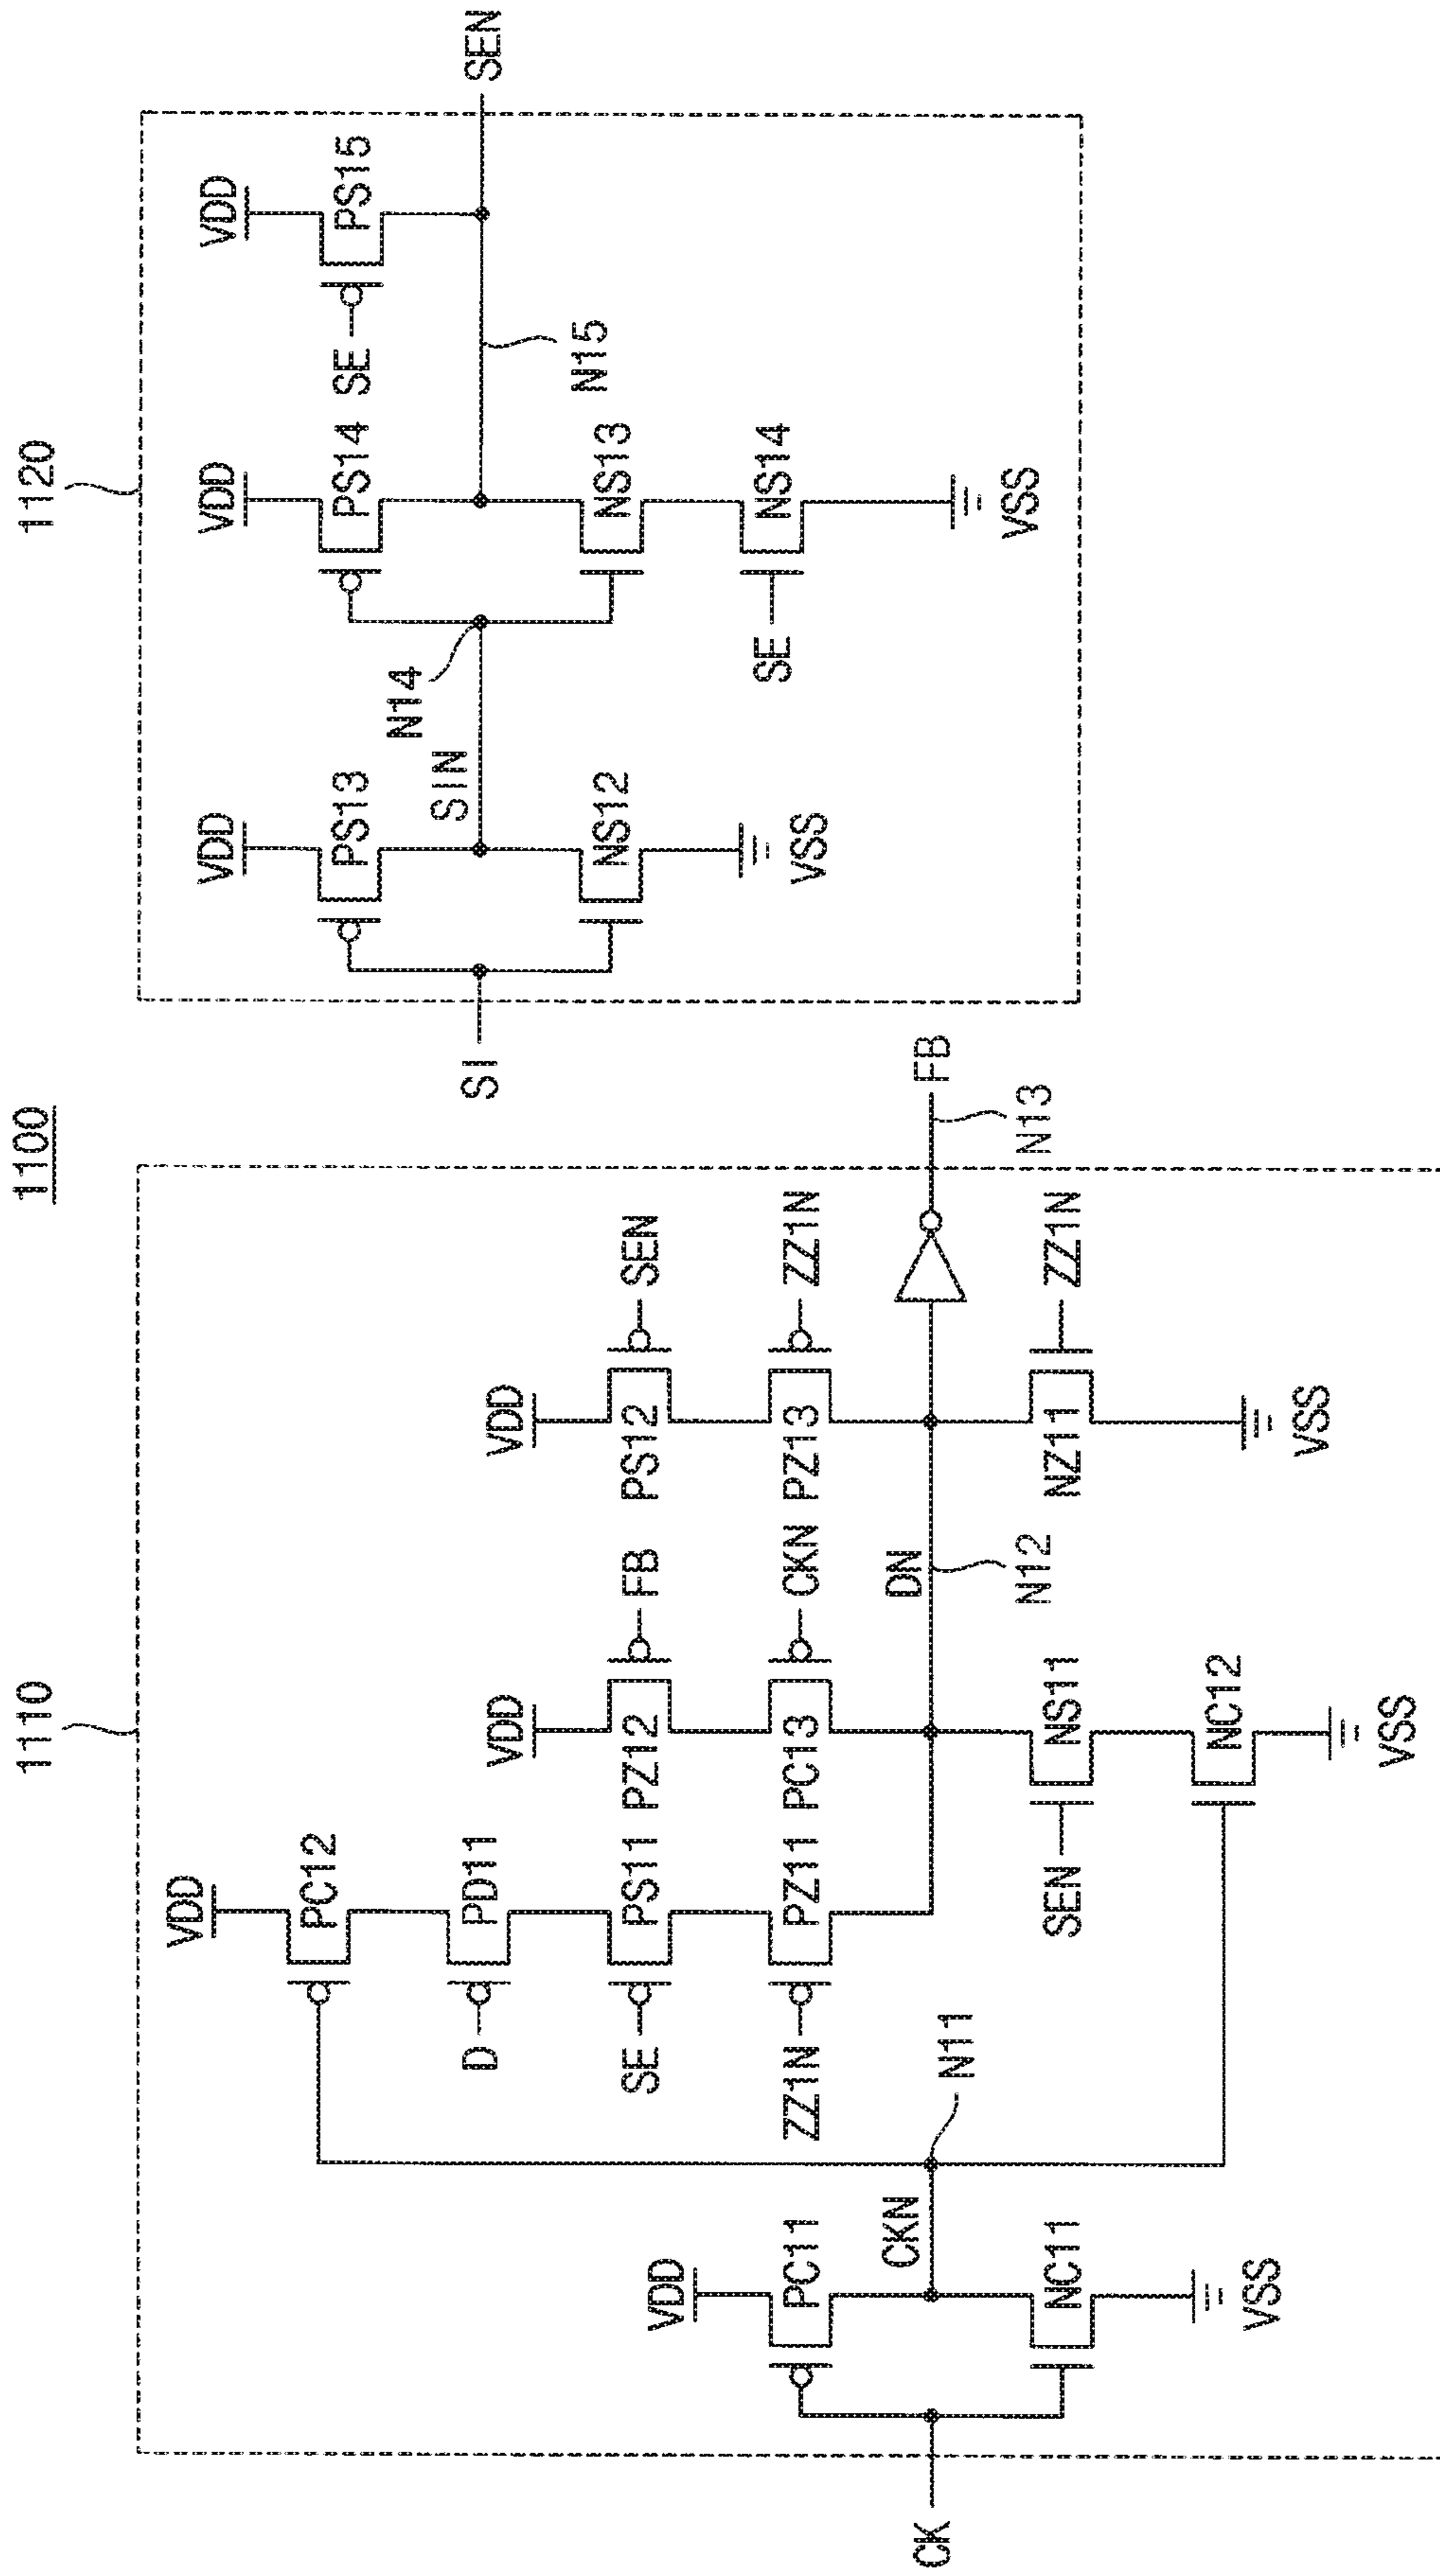 1100
1110
VDD
PC12
D
PD11
VDD
VDD
SE
PS11
PZ12
FB
PS12
SEN
VDD
ZZ1N
PZ11
PC13
CKN
PZ13
ZZ1N
PC11
CK
CKN
N11
DN
FB
N12
N13
NC11
SEN
NS11
NZ11
ZZ1N
VSS
NC12
VSS
VSS
1120
VDD
VDD
VDD
PS13
PS14
SE
PS15
N14
SI
SIN
SEN
N15
NS12
NS13
SE
NS14
VSS
VSS